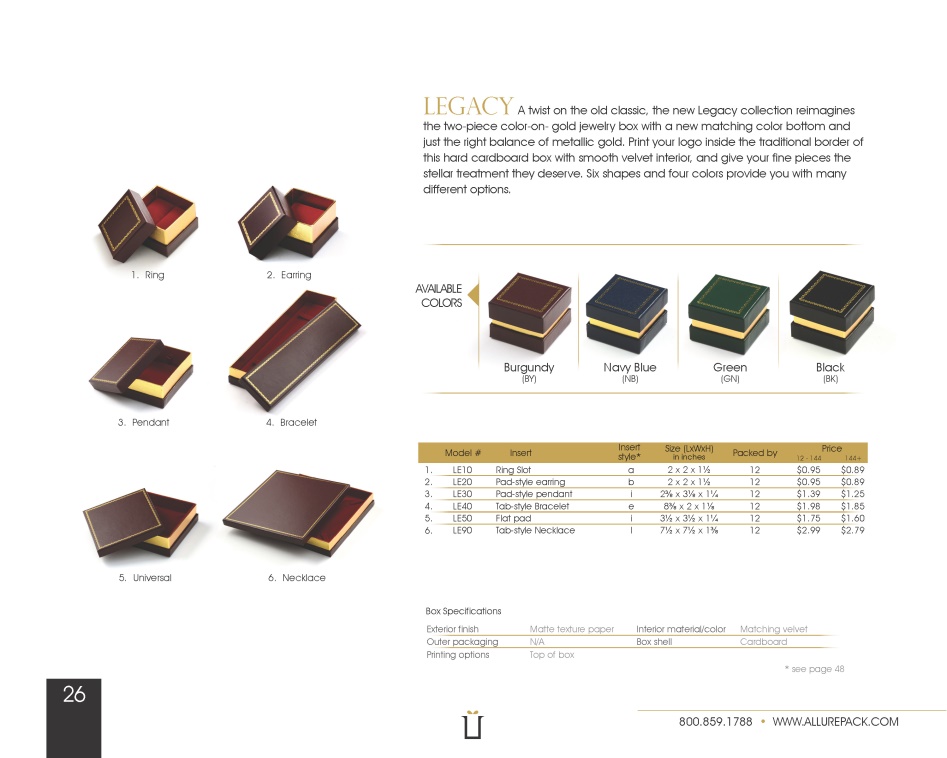 LEGACY A twist on the old classic, the new Legacy collection reimagines
the two-piece color-on- gold jewelry box with a new matching color bottom and
just the right balance of metallic gold. Print your logo inside the traditional border of
this hard cardboard box with smooth velvet interior, and give your fine pieces the
stellar treatment they deserve. Six shapes and four colors provide you with many
different options.
1. Ring
2. Earring
3. Pendant
4. Bracelet
5. Universal
6. Necklace
AVAILABLE
COLORS
Burgundy
(BY)
Navy Blue
(NB)
Green
(GN)
Black
(BK)
Model # Insert Insert style* Size (LxWxH) in inches Packed by Price
12 - 144 144+
1. LE10 Ring Slot a 2 x 2 x 1½ 12 $0.95 $0.89
2. LE20 Pad-style earring b 2 x 2 x 1½ 12 $0.95 $0.89
3. LE30 Pad-style pendant i x 1¼ 12 $1.39 $1.25
4. LE40 Tab-style Bracelet e x 2 x 12 $1.98 $1.85
5. LE50 Flat pad i 3½ x 3½ x 1¼ 12 $1.75 $1.60
6. LE90 Tab-style Necklace l 7½ x 7½ x 12 $2.99 $2.79
Box Specifications
Exterior finish Matte texture paper Interior material/color Matching velvet
Outer packaging N/A Box shell Cardboard
Printing options Top of box
* see page 48
26
800.859.1788 • WWW.ALLUREPACK.COM